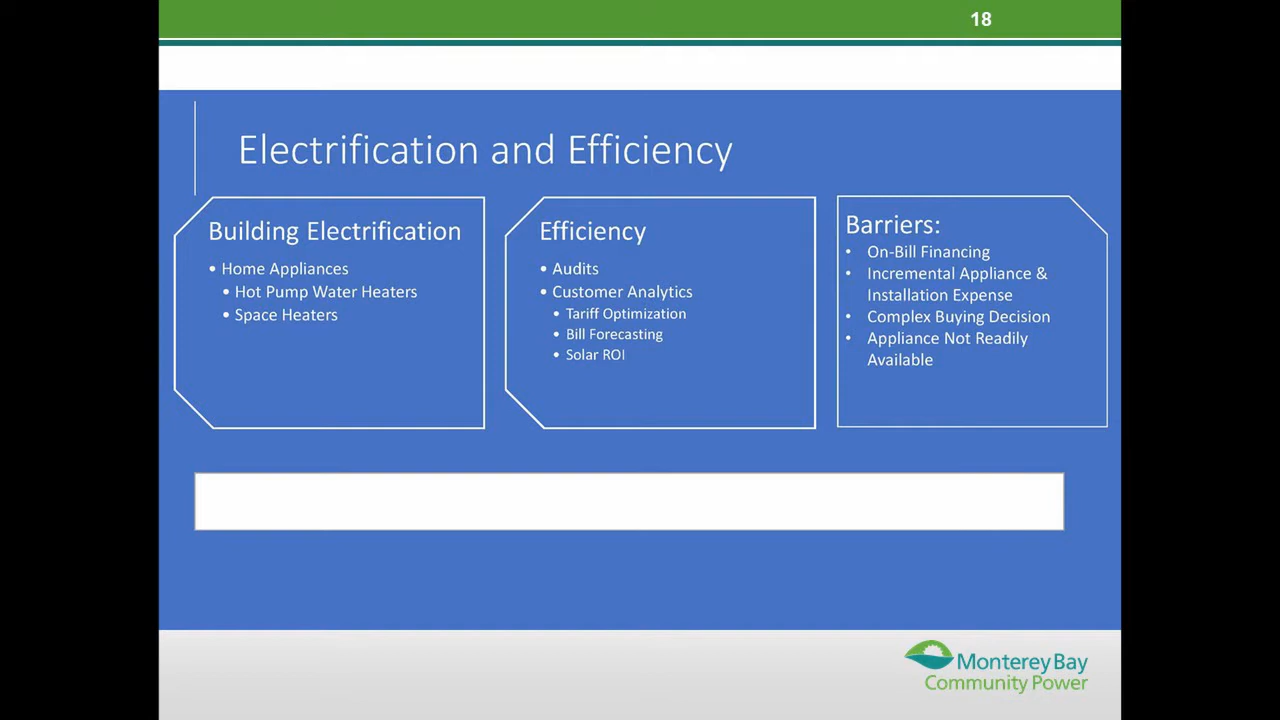 18
Electrification and Efficiency
Building Electrification
• Home Appliances
• Hot Pump Water Heaters
• Space Heaters
Efficiency
• Audits
• Customer Analytics
• Tariff Optimization
• Bill Forecasting
• Solar ROI
Barriers:
• On-Bill Financing
• Incremental Appliance &
Installation Expense
• Complex Buying Decision
• Appliance Not Readily
Available
Monterey Bay
Community Power